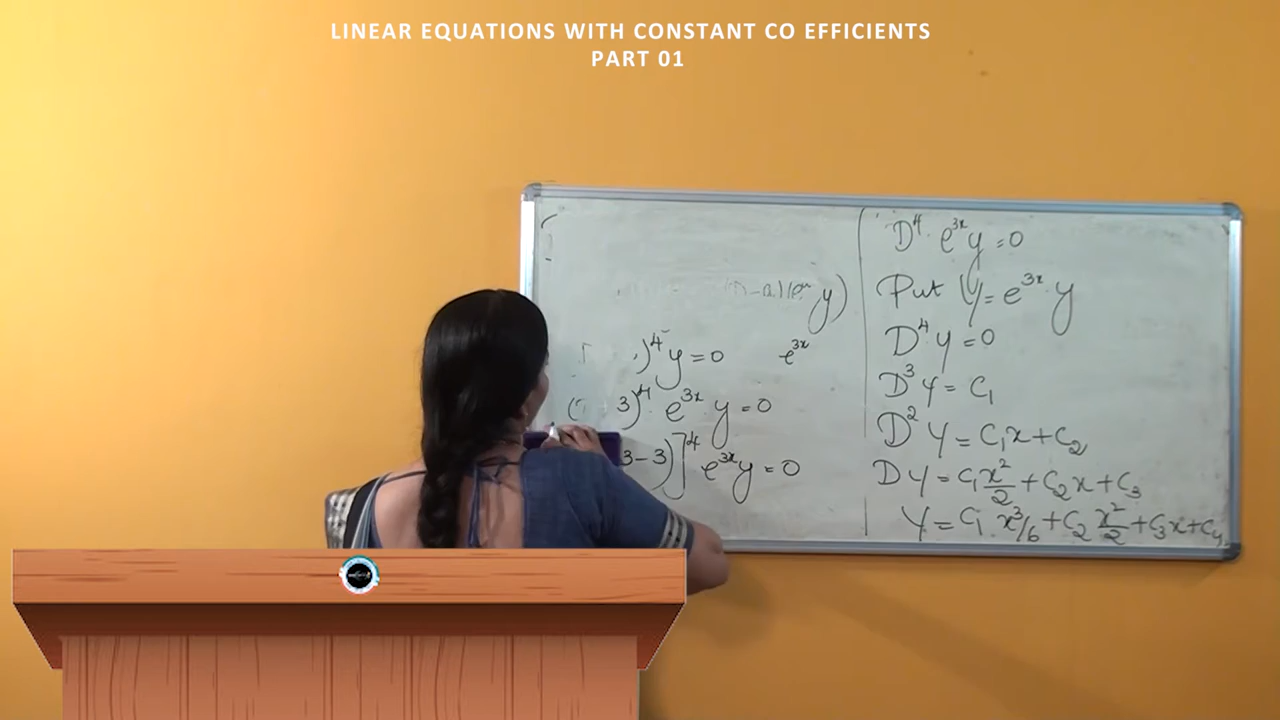 LINEAR EQUATIONS WITH CONSTANT CO EFFICIENTS
PART 01
y)
)⁴y = 0 e³ˣ
3)⁴ e³ˣ y = 0
3-3)]⁴ e³ˣy = 0
D⁴ e³ˣ y = 0
Put Y = e³ˣ y
D⁴ Y = 0
D³ Y = C₁
D² Y = C₁x + C₂
D Y = C₁ x²/2 + C₂x + C₃
Y = C₁ x³/6 + C₂ x²/2 + C₃x + C₄